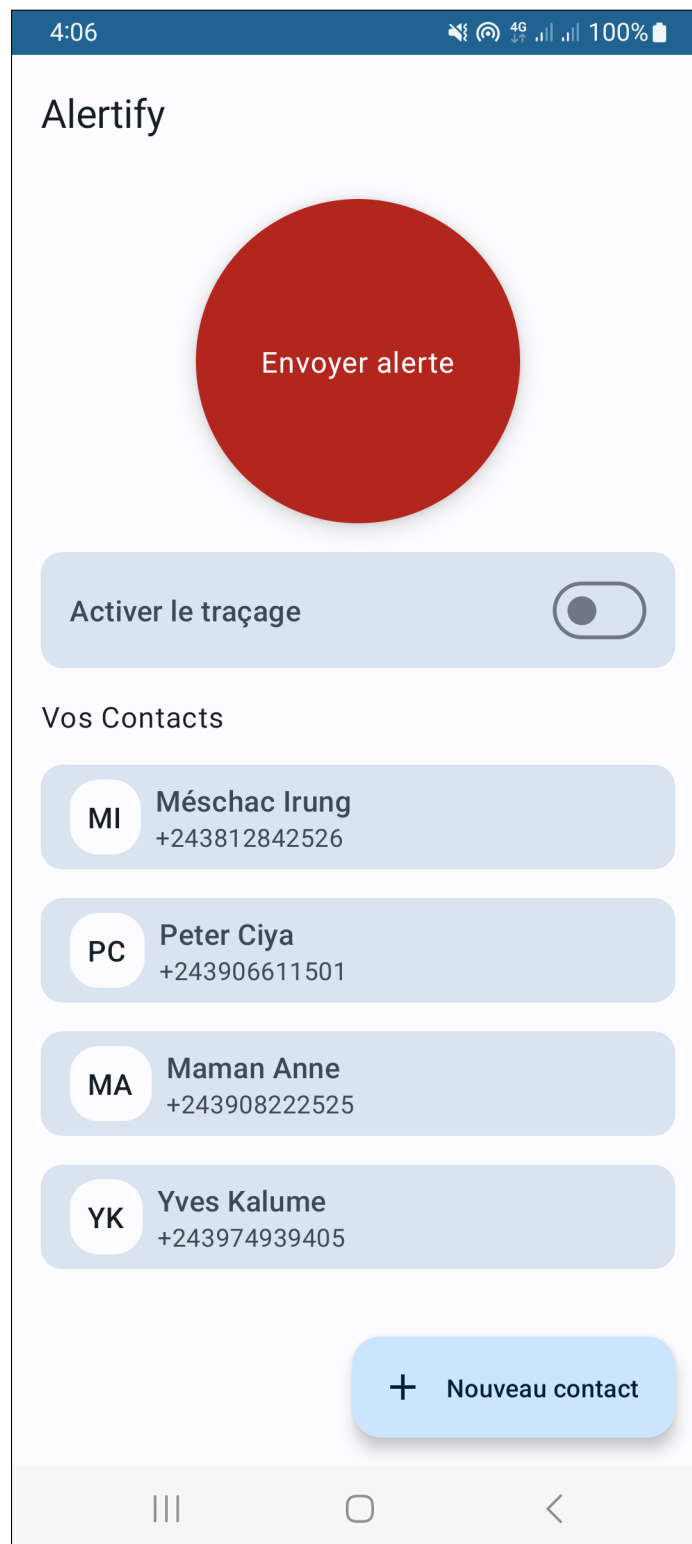 4:06 4G 100%
Alertify
Envoyer alerte
Activer le traçage
Vos Contacts
MI
Méschac Irung
+243812842526
PC
Peter Ciya
+243906611501
MA
Maman Anne
+243908222525
YK
Yves Kalume
+243974939405
+ Nouveau contact